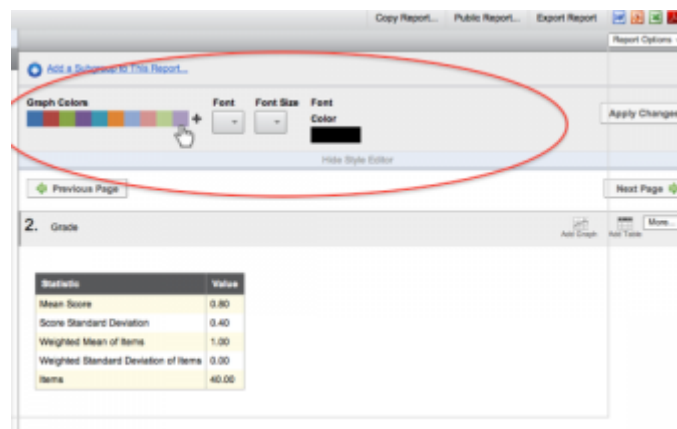 Copy Report... Public Report... Export Report
Report Options
Add a Subgroup to This Report...
Graph Colors Font Font Size Font Color
Apply Changes
Hide Style Editor
Previous Page Next Page
2. Grade Add Graph Add Table More...
Statistic Value
Mean Score 0.80
Score Standard Deviation 0.40
Weighted Mean of Items 1.00
Weighted Standard Deviation of Items 0.00
Items 40.00